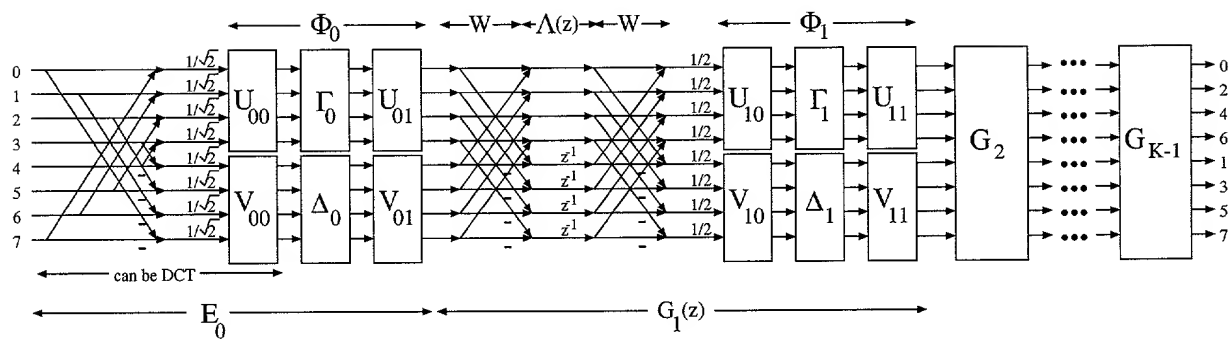 Φ0 W Λ(z) W Φ1
0 1/√2 1/2 0
1 1/√2 1/2 2
2 1/√2 U00 Γ0 U01 1/2 U10 Γ1 U11 4
3 1/√2 1/2 6
G2 ••• GK-1
4 1/√2 z-1 1/2 1
5 1/√2 - z-1 - 1/2 3
6 - 1/√2 V00 Δ0 V01 - z-1 - 1/2 V10 Δ1 V11 5
7 - 1/√2 - z-1 - 1/2 7
can be DCT
E0 G1(z)